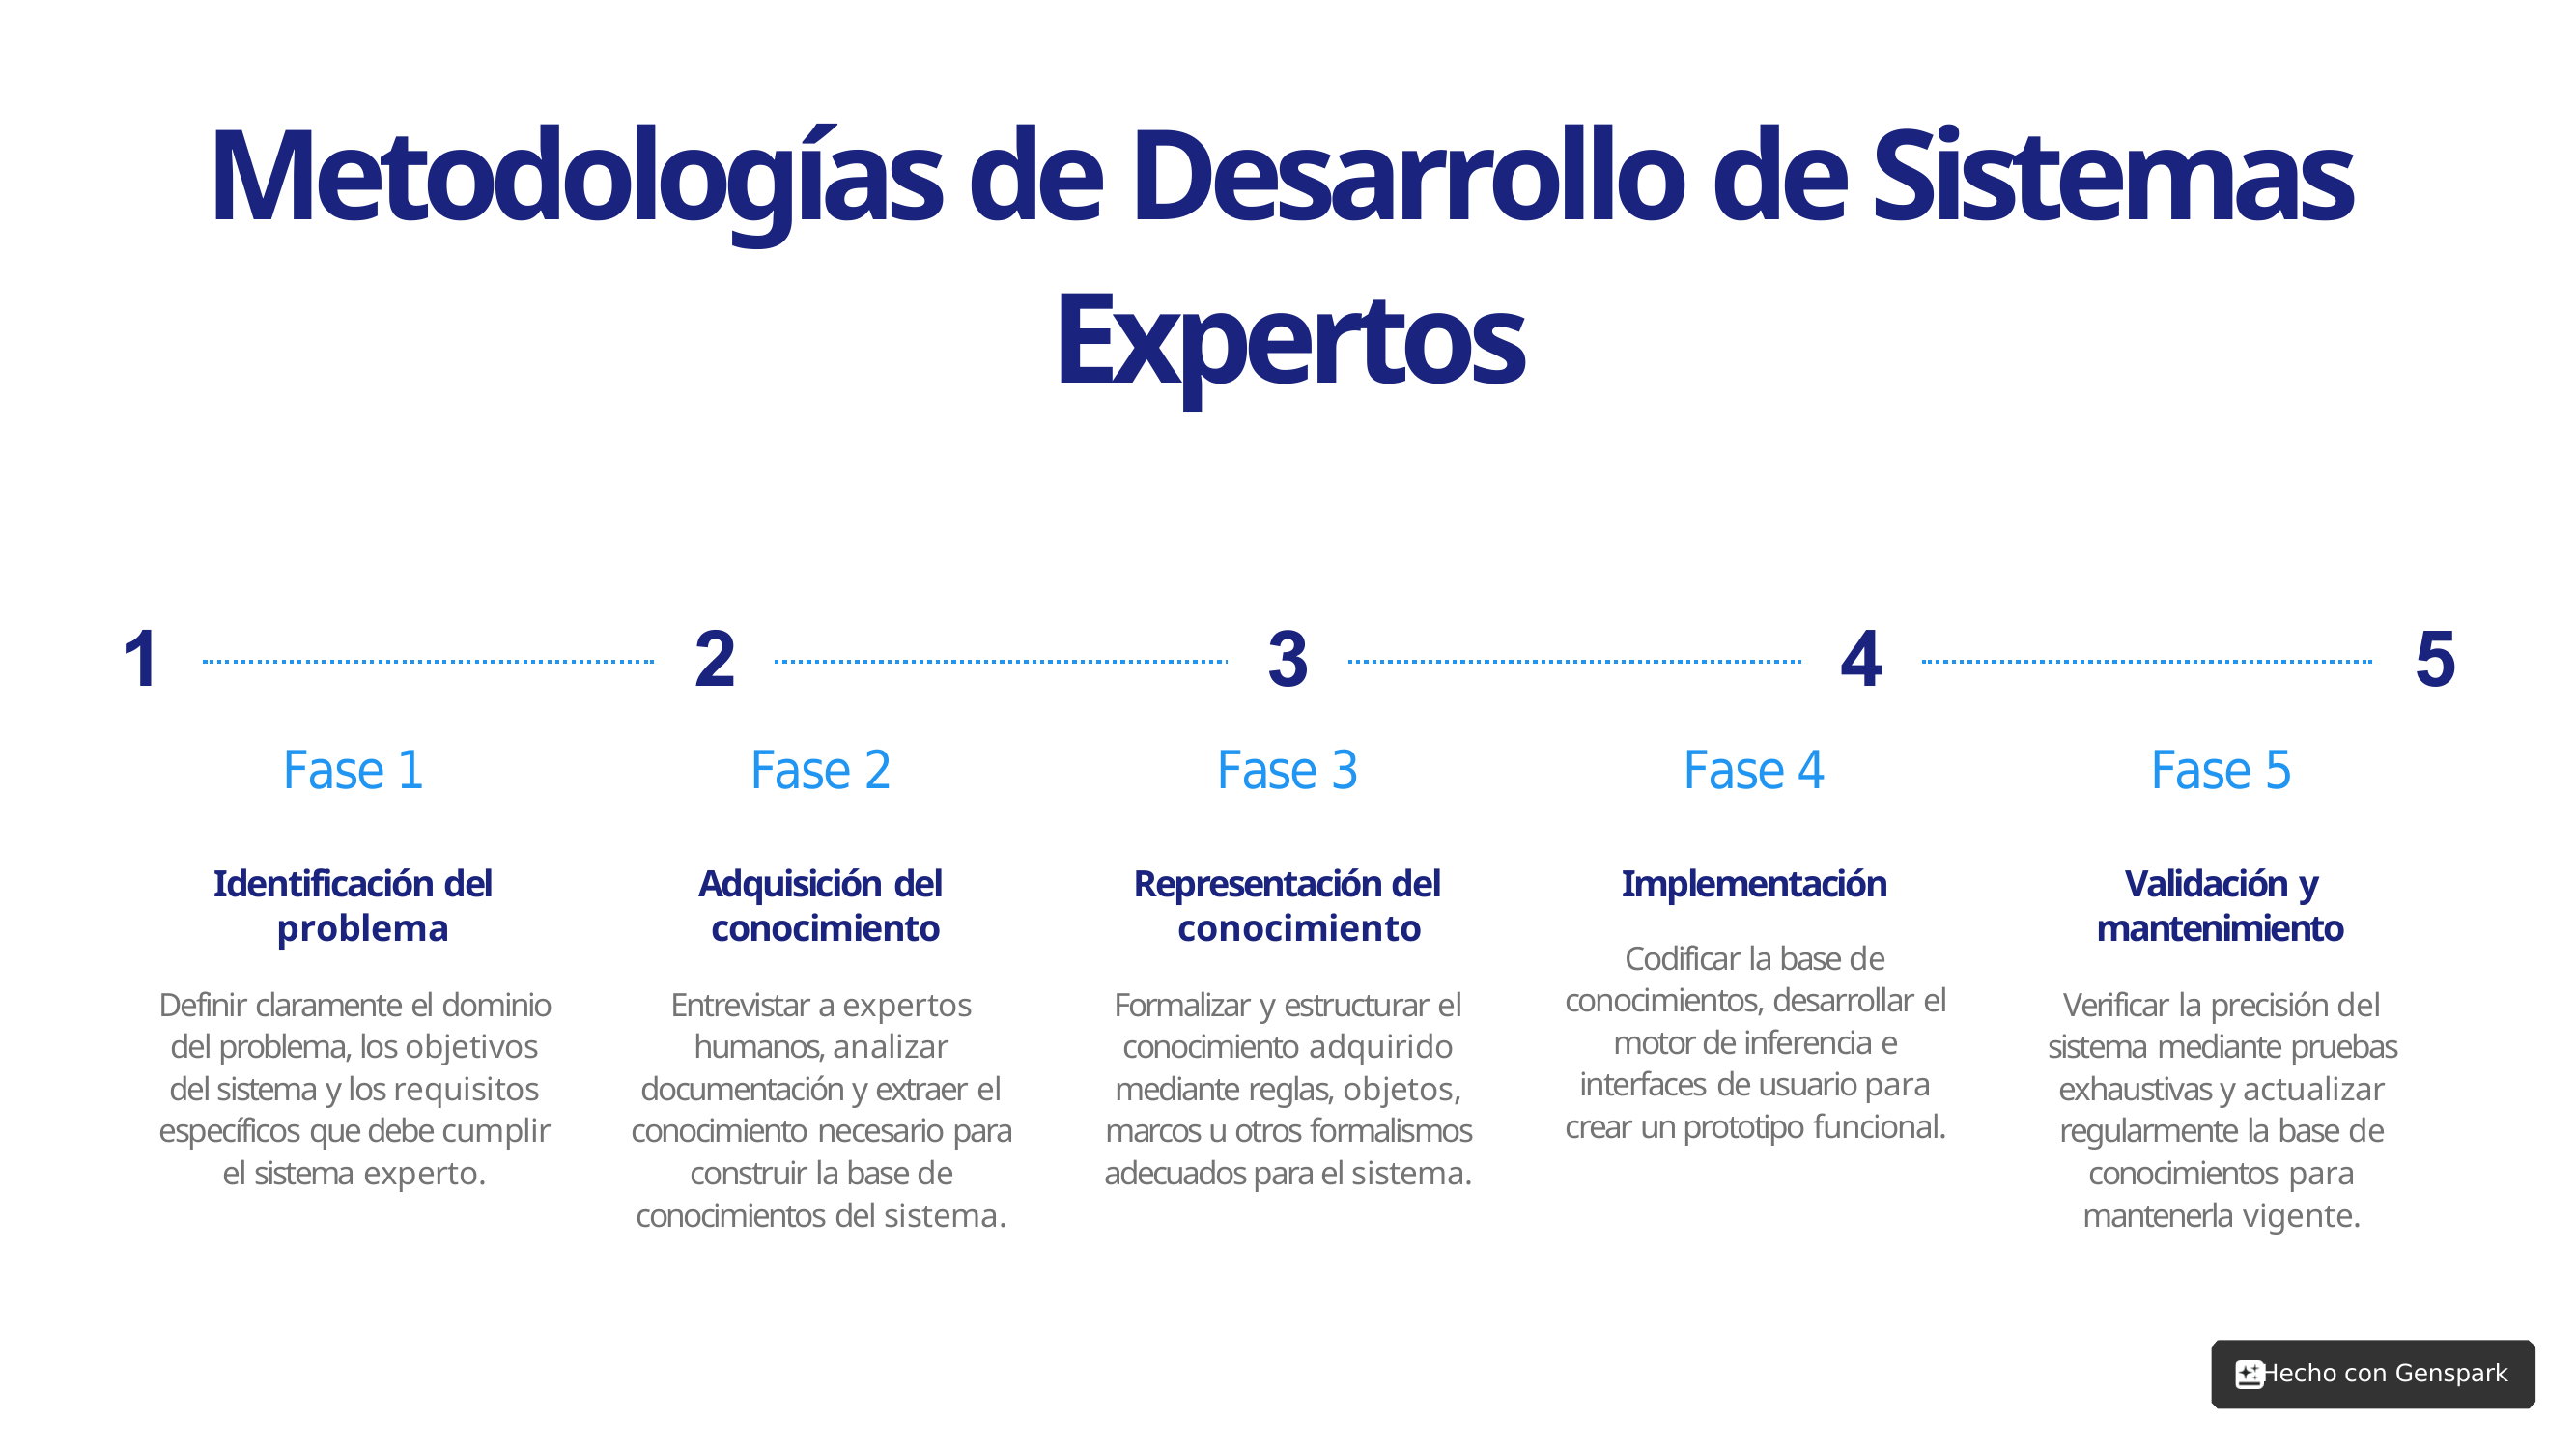 Metodologías de Desarrollo de Sistemas
Expertos
1
2
3
4
5
Fase 1
Identificación del
problema
Definir claramente el dominio
del problema, los objetivos
del sistema y los requisitos
específicos que debe cumplir
el sistema experto.
Fase 2
Adquisición del
conocimiento
Entrevistar a expertos
humanos, analizar
documentación y extraer el
conocimiento necesario para
construir la base de
conocimientos del sistema.
Fase 3
Representación del
conocimiento
Formalizar y estructurar el
conocimiento adquirido
mediante reglas, objetos,
marcos u otros formalismos
adecuados para el sistema.
Fase 4
Implementación
Codificar la base de
conocimientos, desarrollar el
motor de inferencia e
interfaces de usuario para
crear un prototipo funcional.
Fase 5
Validación y
mantenimiento
Verificar la precisión del
sistema mediante pruebas
exhaustivas y actualizar
regularmente la base de
conocimientos para
mantenerla vigente.
Hecho con Genspark